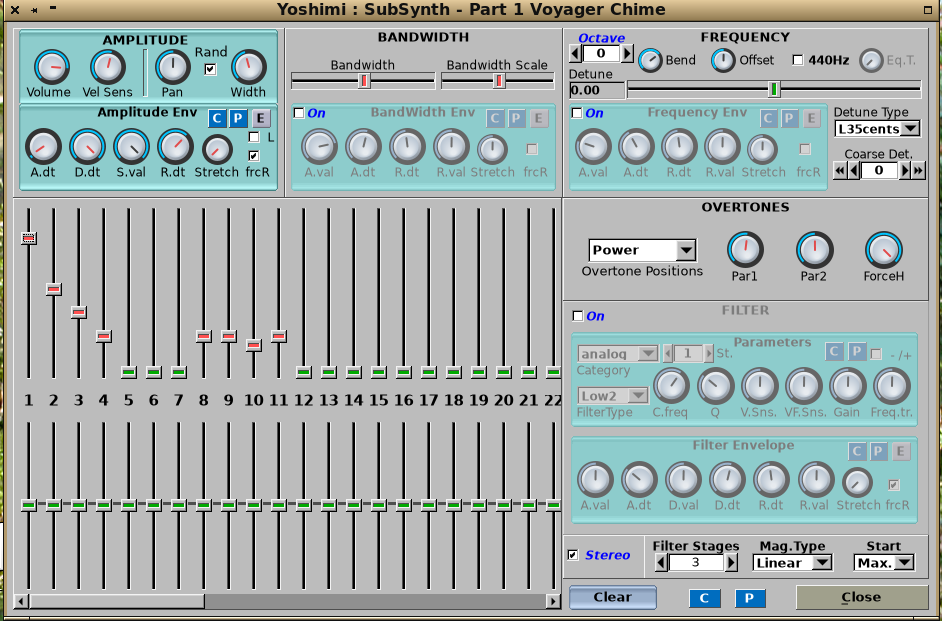 Yoshimi : SubSynth - Part 1 Voyager Chime
AMPLITUDE
Rand
Volume Vel Sens Pan Width
Amplitude Env C P E
L
A.dt D.dt S.val R.dt Stretch frcR
BANDWIDTH
Bandwidth Bandwidth Scale
On BandWidth Env C P E
A.val A.dt R.dt R.val Stretch frcR
FREQUENCY
Octave
0 Bend Offset 440Hz Eq.T.
Detune
0.00
On Frequency Env C P E
A.val A.dt R.dt R.val Stretch frcR
Detune Type
L35cents
Coarse Det.
0
1 2 3 4 5 6 7 8 9 10 11 12 13 14 15 16 17 18 19 20 21 22
OVERTONES
Power
Overtone Positions
Par1 Par2 ForceH
FILTER
On
Parameters C P - /+
analog 1 St.
Category
Low2
FilterType C.freq Q V.Sns. VF.Sns. Gain Freq.tr.
Filter Envelope C P E
A.val A.dt D.val D.dt R.dt R.val Stretch frcR
Stereo
Filter Stages
3
Mag.Type
Linear
Start
Max.
Clear C P Close